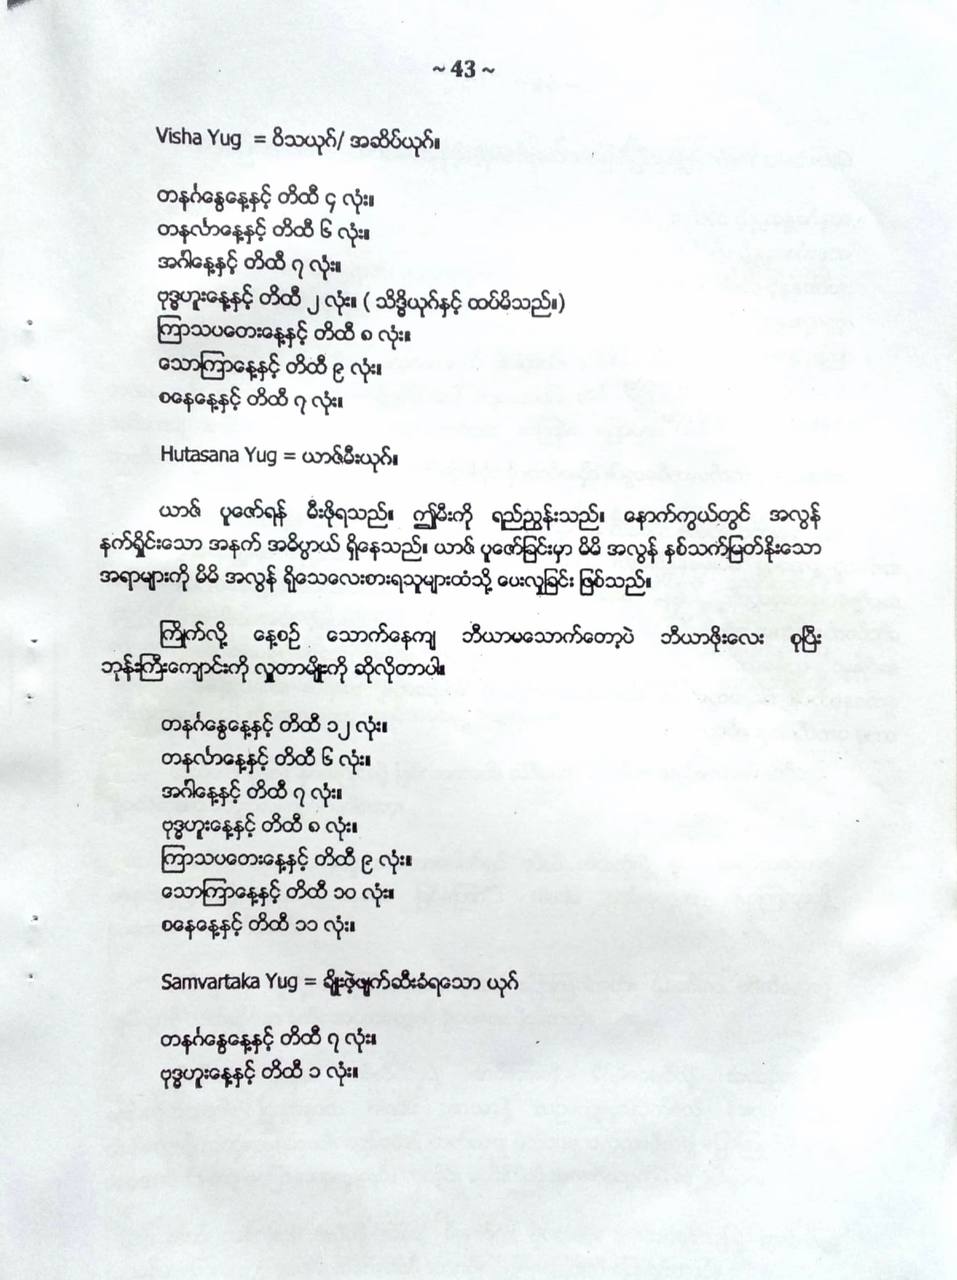 ~ 43 ~
Visha Yug = ဝိသယုဂ်/ အဆိပ်ယုဂ်။
တနင်္ဂနွေနေ့နှင့် တိထီ ၄ လုံး။
တနင်္လာနေ့နှင့် တိထီ ၆ လုံး။
အင်္ဂါနေ့နှင့် တိထီ ၇ လုံး။
ဗုဒ္ဓဟူးနေ့နှင့် တိထီ ၂ လုံး။ ( သိဒ္ဓိယုဂ်နှင့် ထပ်မိသည်။)
ကြာသပတေးနေ့နှင့် တိထီ ၈ လုံး။
သောကြာနေ့နှင့် တိထီ ၉ လုံး။
စနေနေ့နှင့် တိထီ ၇ လုံး။
Hutasana Yug = ယာဇ်မီးယုဂ်။
ယာဇ် ပူဇော်ရန် မီးဖိုရသည်။ ဤမီးကို ရည်ညွှန်းသည်။ နောက်ကွယ်တွင် အလွန်
နက်ရှိုင်းသော အနက် အဓိပ္ပာယ် ရှိနေသည်။ ယာဇ် ပူဇော်ခြင်းမှာ မိမိ အလွန် နှစ်သက်မြတ်နိုးသော
အရာများကို မိမိ အလွန် ရိုသေလေးစားရသူများထံသို့ ပေးလှူခြင်း ဖြစ်သည်။
ကြိုက်လို့ နေ့စဉ် သောက်နေကျ ဘီယာမသောက်တော့ပဲ ဘီယာဖိုးလေး စုပြီး
ဘုန်းကြီးကျောင်းကို လှူတာမျိုးကို ဆိုလိုတာပါ။
တနင်္ဂနွေနေ့နှင့် တိထီ ၁၂ လုံး။
တနင်္လာနေ့နှင့် တိထီ ၆ လုံး။
အင်္ဂါနေ့နှင့် တိထီ ၇ လုံး။
ဗုဒ္ဓဟူးနေ့နှင့် တိထီ ၈ လုံး။
ကြာသပတေးနေ့နှင့် တိထီ ၉ လုံး။
သောကြာနေ့နှင့် တိထီ ၁၀ လုံး။
စနေနေ့နှင့် တိထီ ၁၁ လုံး။
Samvartaka Yug = ချိုးဖဲ့ဖျက်ဆီးခံရသော ယုဂ်
တနင်္ဂနွေနေ့နှင့် တိထီ ၇ လုံး။
ဗုဒ္ဓဟူးနေ့နှင့် တိထီ ၁ လုံး။